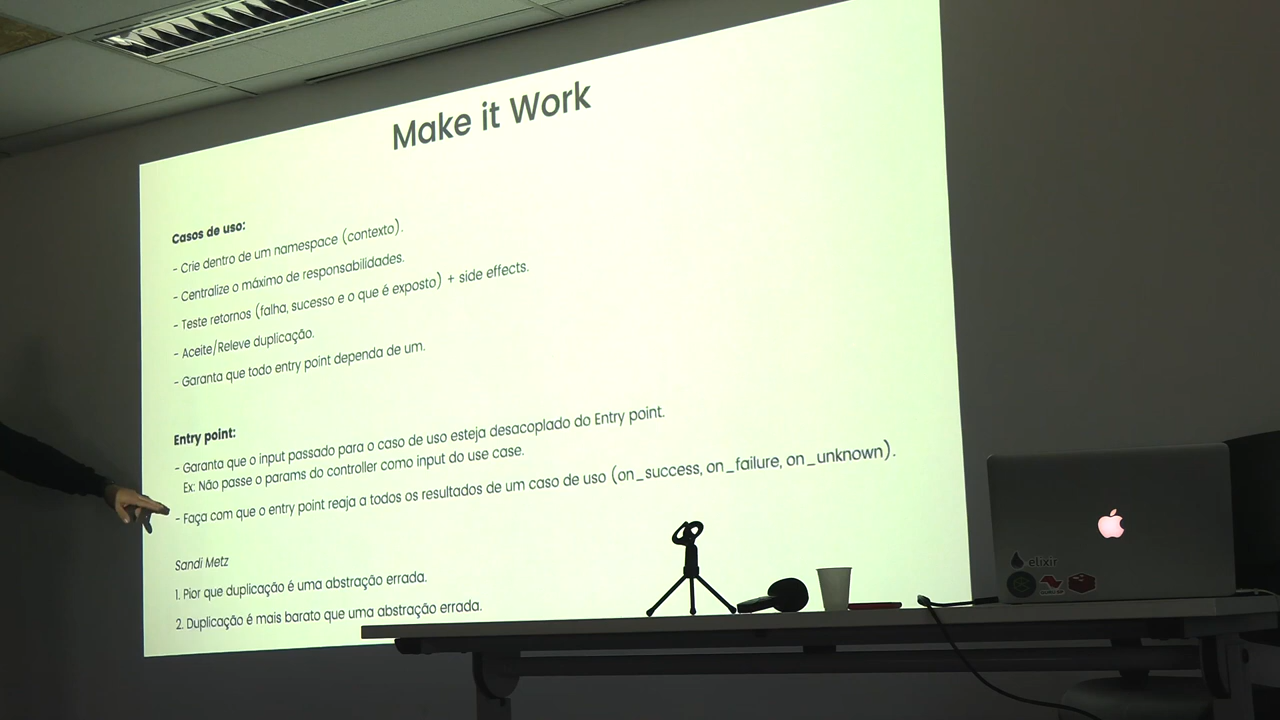 Make it Work
Casos de uso:
- Crie dentro de um namespace (contexto).
- Centralize o máximo de responsabilidades.
- Teste retornos (falha, sucesso e o que é exposto) + side effects.
- Aceite/Releve duplicação.
- Garanta que todo entry point dependa de um.
Entry point:
- Garanta que o input passado para o caso de uso esteja desacoplado do Entry point.
Ex: Não passe o params do controller como input do use case.
- Faça com que o entry point reaja a todos os resultados de um caso de uso (on_success, on_failure, on_unknown).
Sandi Metz
1. Pior que duplicação é uma abstração errada.
2. Duplicação é mais barato que uma abstração errada.
elixir